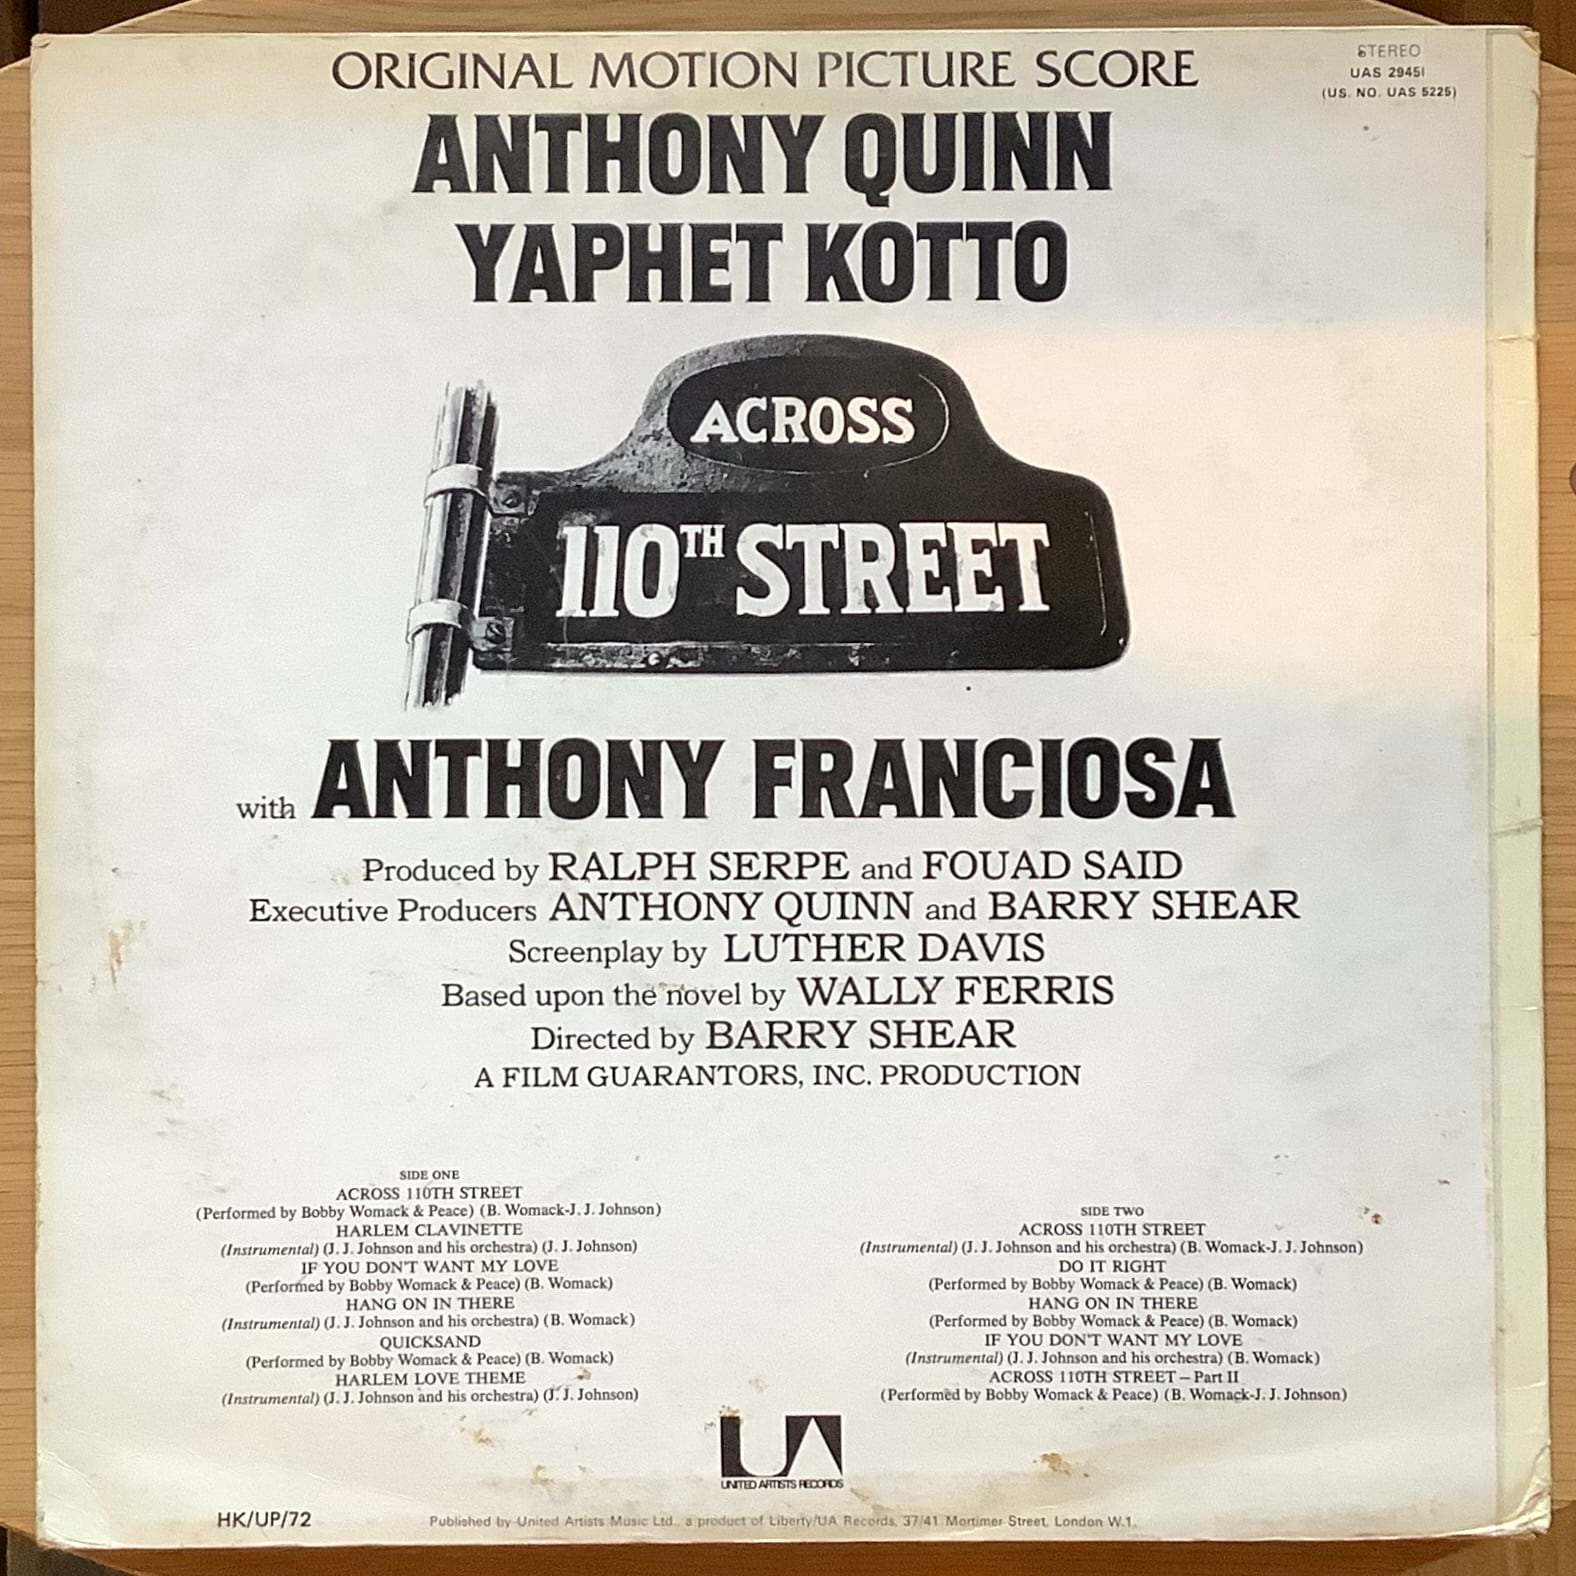 ORIGINAL MOTION PICTURE SCORE
STEREO
UAS 29451
(US. NO. UAS 5225)
ANTHONY QUINN
YAPHET KOTTO
ACROSS
110TH STREET
with ANTHONY FRANCIOSA
Produced by RALPH SERPE and FOUAD SAID
Executive Producers ANTHONY QUINN and BARRY SHEAR
Screenplay by LUTHER DAVIS
Based upon the novel by WALLY FERRIS
Directed by BARRY SHEAR
A FILM GUARANTORS, INC. PRODUCTION
SIDE ONE
ACROSS 110TH STREET
(Performed by Bobby Womack & Peace) (B. Womack-J. J. Johnson)
HARLEM CLAVINETTE
(Instrumental) (J. J. Johnson and his orchestra) (J. J. Johnson)
IF YOU DON'T WANT MY LOVE
(Performed by Bobby Womack & Peace) (B. Womack)
HANG ON IN THERE
(Instrumental) (J. J. Johnson and his orchestra) (B. Womack)
QUICKSAND
(Performed by Bobby Womack & Peace) (B. Womack)
HARLEM LOVE THEME
(Instrumental) (J. J. Johnson and his orchestra) (J. J. Johnson)
SIDE TWO
ACROSS 110TH STREET
(Instrumental) (J. J. Johnson and his orchestra) (B. Womack-J. J. Johnson)
DO IT RIGHT
(Performed by Bobby Womack & Peace) (B. Womack)
HANG ON IN THERE
(Performed by Bobby Womack & Peace) (B. Womack)
IF YOU DON'T WANT MY LOVE
(Instrumental) (J. J. Johnson and his orchestra) (B. Womack)
ACROSS 110TH STREET – Part II
(Performed by Bobby Womack & Peace) (B. Womack-J. J. Johnson)
UA
UNITED ARTISTS RECORDS
HK/UP/72
Published by United Artists Music Ltd., a product of Liberty/UA Records, 37/41 Mortimer Street, London W.1.